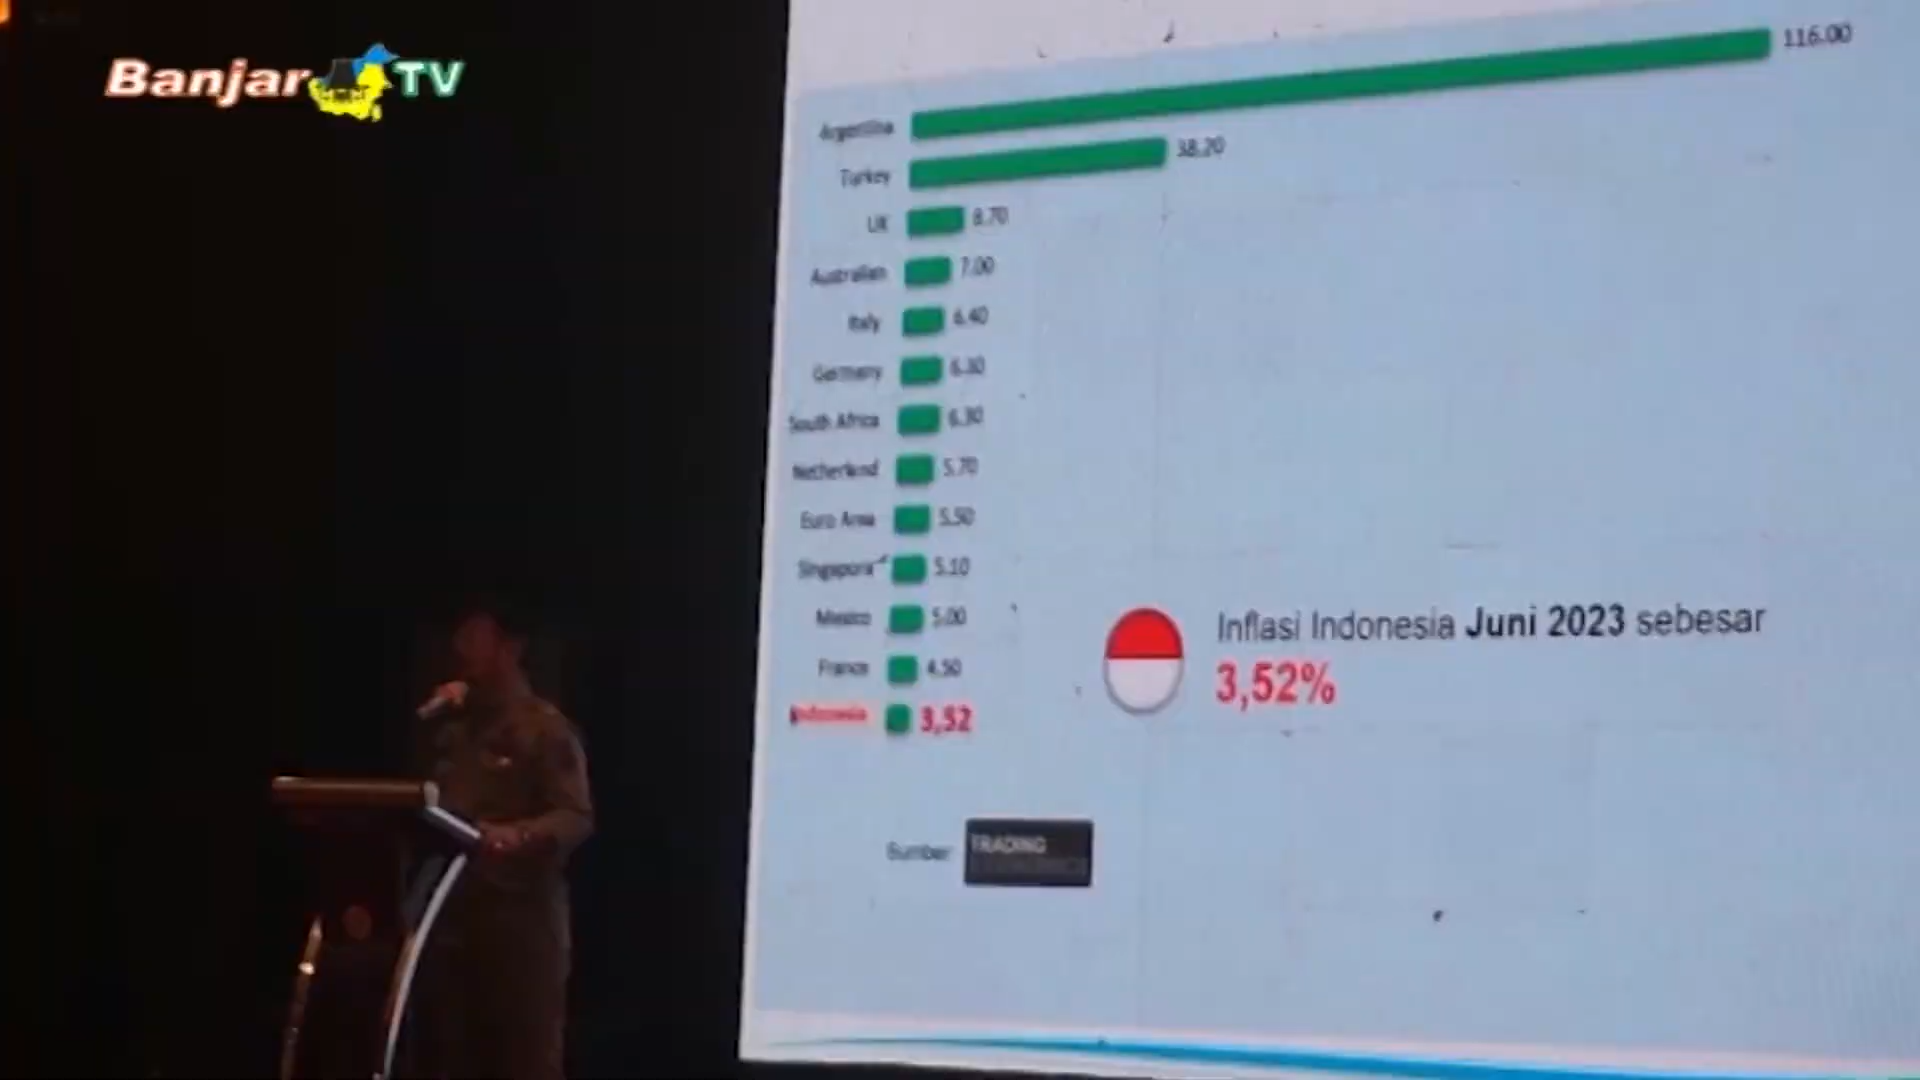 Banjar TV
Argentina 116.00
Turkey 38.20
UK 8.70
Australian 7.00
Italy 6.40
Germany 6.30
South Africa 6.30
Netherland 5.70
Euro Area 5.50
Singapora 5.10
Mexico 5.00
France 4.50
Indonesia 3,52
Inflasi Indonesia Juni 2023 sebesar
3,52%
Sumber
TRADING
ECONOMICS